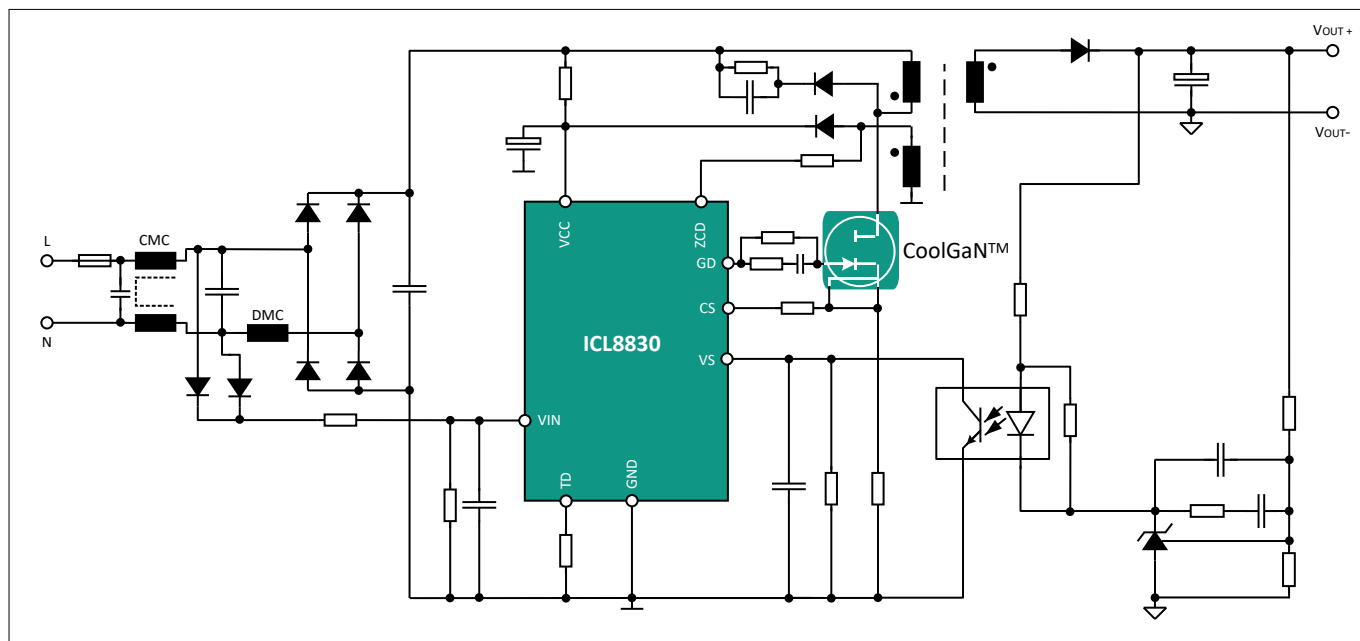 VOUT +
VOUT-
L
CMC
N
DMC
VCC
ZCD
GD
CoolGaN™
CS
ICL8830
VS
VIN
TD
GND